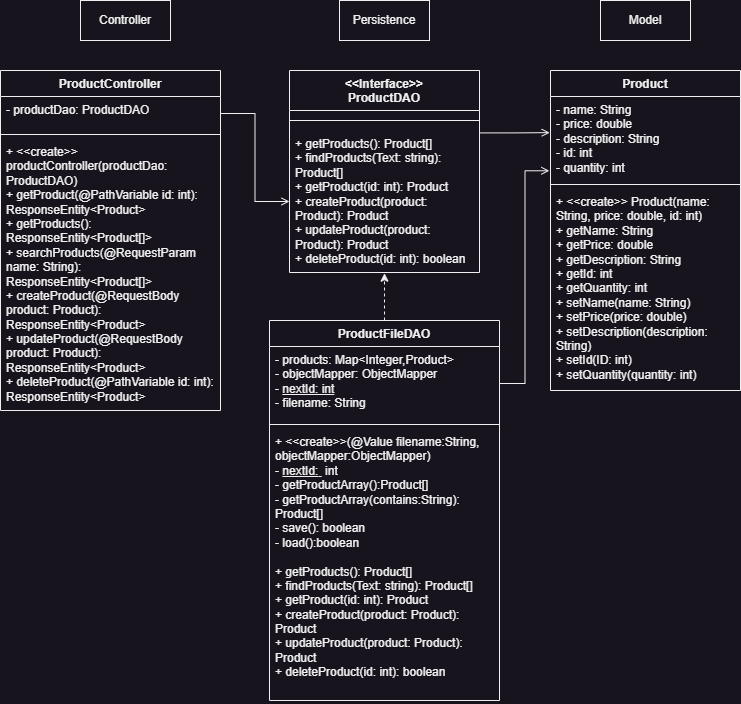 Controller
Persistence
Model
ProductController
- productDao: ProductDAO
+ <<create>>
productController(productDao:
ProductDAO)
+ getProduct(@PathVariable id: int):
ResponseEntity<Product>
+ getProducts():
ResponseEntity<Product[]>
+ searchProducts(@RequestParam
name: String):
ResponseEntity<Product[]>
+ createProduct(@RequestBody
product: Product):
ResponseEntity<Product>
+ updateProduct(@RequestBody
product: Product):
ResponseEntity<Product>
+ deleteProduct(@PathVariable id: int):
ResponseEntity<Product>
<<Interface>>
ProductDAO
+ getProducts(): Product[]
+ findProducts(Text: string):
Product[]
+ getProduct(id: int): Product
+ createProduct(product:
Product): Product
+ updateProduct(product:
Product): Product
+ deleteProduct(id: int): boolean
Product
- name: String
- price: double
- description: String
- id: int
- quantity: int
+ <<create>> Product(name:
String, price: double, id: int)
+ getName: String
+ getPrice: double
+ getDescription: String
+ getId: int
+ getQuantity: int
+ setName(name: String)
+ setPrice(price: double)
+ setDescription(description:
String)
+ setId(ID: int)
+ setQuantity(quantity: int)
ProductFileDAO
- products: Map<Integer,Product>
- objectMapper: ObjectMapper
- nextId: int
- filename: String
+ <<create>>(@Value filename:String,
objectMapper:ObjectMapper)
- nextId: int
- getProductArray():Product[]
- getProductArray(contains:String):
Product[]
- save(): boolean
- load():boolean
+ getProducts(): Product[]
+ findProducts(Text: string): Product[]
+ getProduct(id: int): Product
+ createProduct(product: Product):
Product
+ updateProduct(product: Product):
Product
+ deleteProduct(id: int): boolean